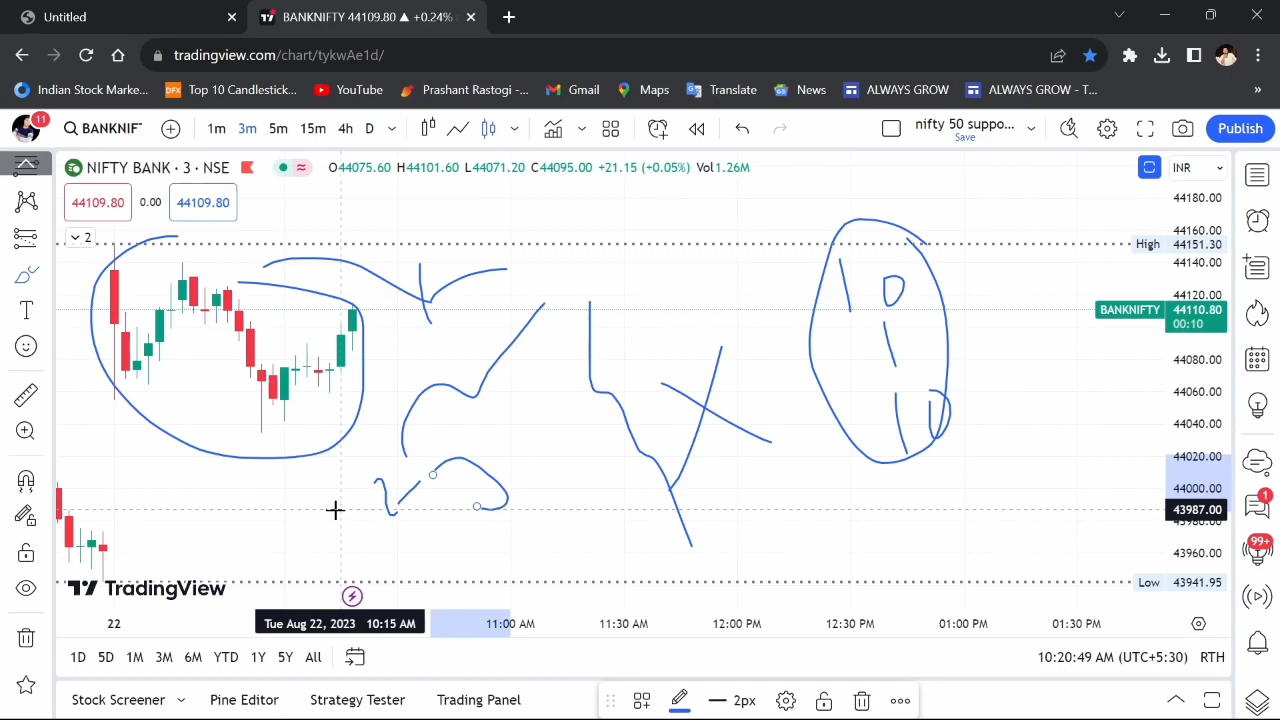 Untitled
BANKNIFTY 44109.80 ▲ +0.24%
tradingview.com/chart/tykwAe1d/
Indian Stock Marke... DFX Top 10 Candlestick... YouTube Prashant Rastogi -... Gmail Maps Translate News ALWAYS GROW ALWAYS GROW - T... »
11 BANKNIF 1m 3m 5m 15m 4h D nifty 50 suppo... Save Publish
NIFTY BANK · 3 · NSE O44075.60 H44101.60 L44071.20 C44095.00 +21.15 (+0.05%) Vol1.26M INR
44109.80 0.00 44109.80
2
44180.00
44160.00
High 44151.30
44140.00
44120.00
BANKNIFTY 44110.80
00:10
44080.00
44060.00
44040.00
44020.00
44000.00
43987.00
43980.00
43960.00
Low 43941.95
1
99+
TradingView
22 Tue Aug 22, 2023 10:15 AM 11:00 AM 11:30 AM 12:00 PM 12:30 PM 01:00 PM 01:30 PM
1D 5D 1M 3M 6M YTD 1Y 5Y All 10:20:49 AM (UTC+5:30) RTH
Stock Screener Pine Editor Strategy Tester Trading Panel 2px